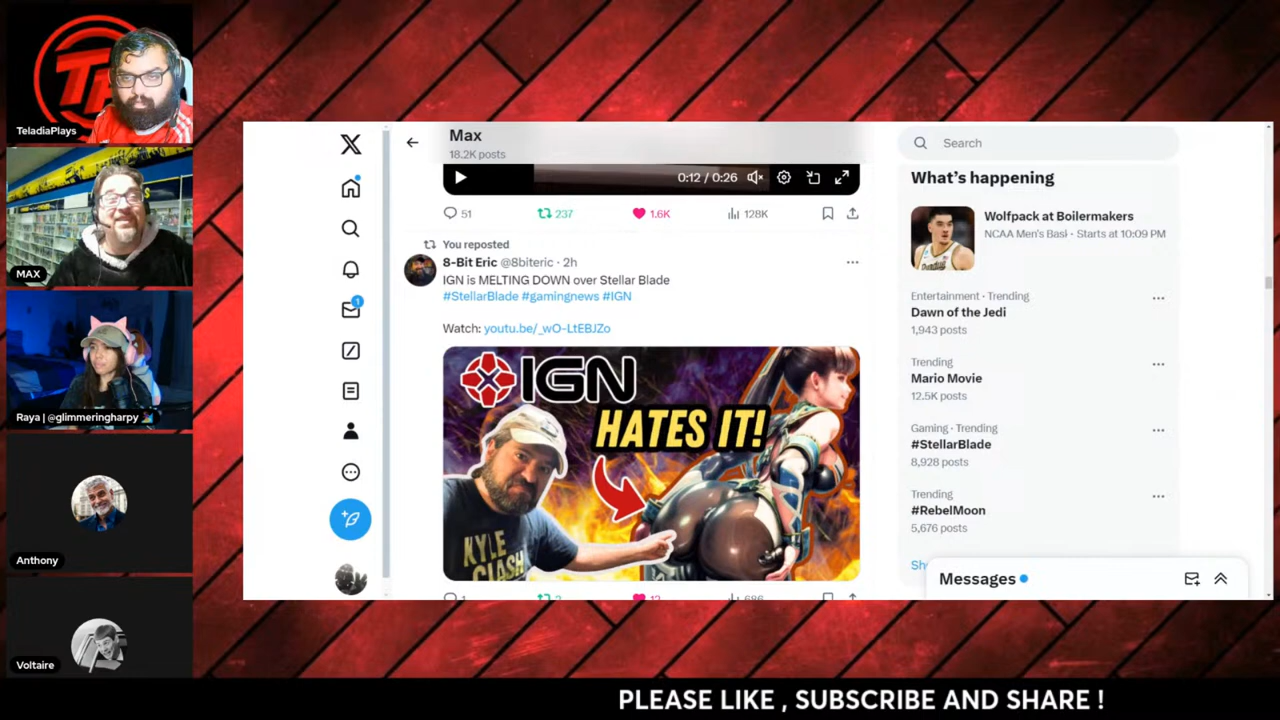 TeladiaPlays
MAX
Raya | @glimmeringharpy
Anthony
Voltaire
Max
18.2K posts
0:12 / 0:26
51
237
1.6K
128K
You reposted
8-Bit Eric @8biteric · 2h
IGN is MELTING DOWN over Stellar Blade
#StellarBlade #gamingnews #IGN
Watch: youtu.be/_wO-LtEBJZo
IGN
HATES IT!
KYLE
CLASH
Search
What's happening
Wolfpack at Boilermakers
NCAA Men's Bask · Starts at 10:09 PM
Entertainment · Trending
Dawn of the Jedi
1,943 posts
Trending
Mario Movie
12.5K posts
Gaming · Trending
#StellarBlade
8,928 posts
Trending
#RebelMoon
5,676 posts
Messages
1
PLEASE LIKE , SUBSCRIBE AND SHARE !